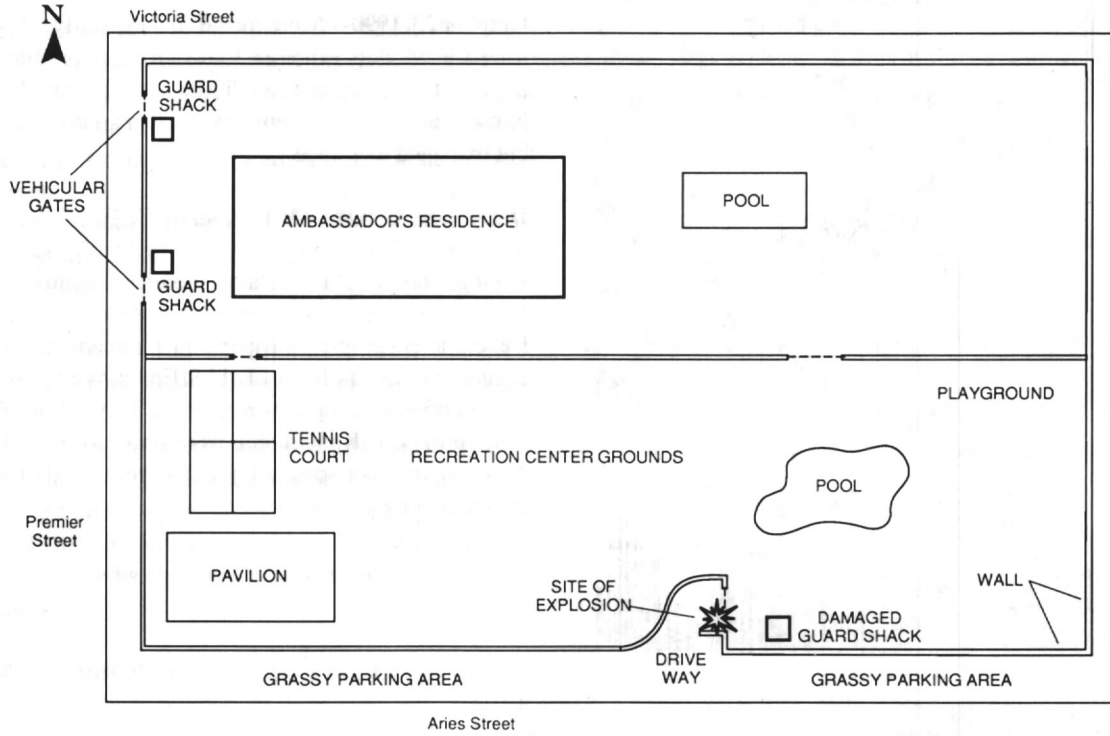 N
Victoria Street
GUARD
SHACK
VEHICULAR
GATES
AMBASSADOR'S RESIDENCE
POOL
GUARD
SHACK
PLAYGROUND
TENNIS
COURT
RECREATION CENTER GROUNDS
POOL
Premier
Street
PAVILION
SITE OF
EXPLOSION
WALL
DAMAGED
GUARD SHACK
DRIVE
WAY
GRASSY PARKING AREA
GRASSY PARKING AREA
Aries Street